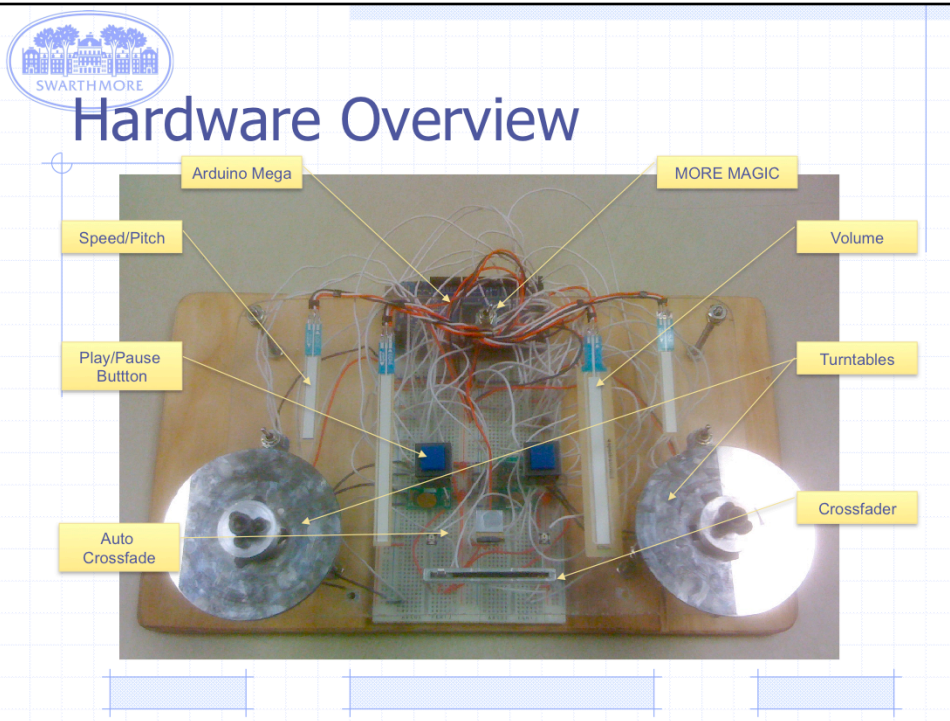 SWARTHMORE
Hardware Overview
Arduino Mega
MORE MAGIC
Speed/Pitch
Volume
Play/Pause
Buttton
Turntables
Crossfader
Auto
Crossfade